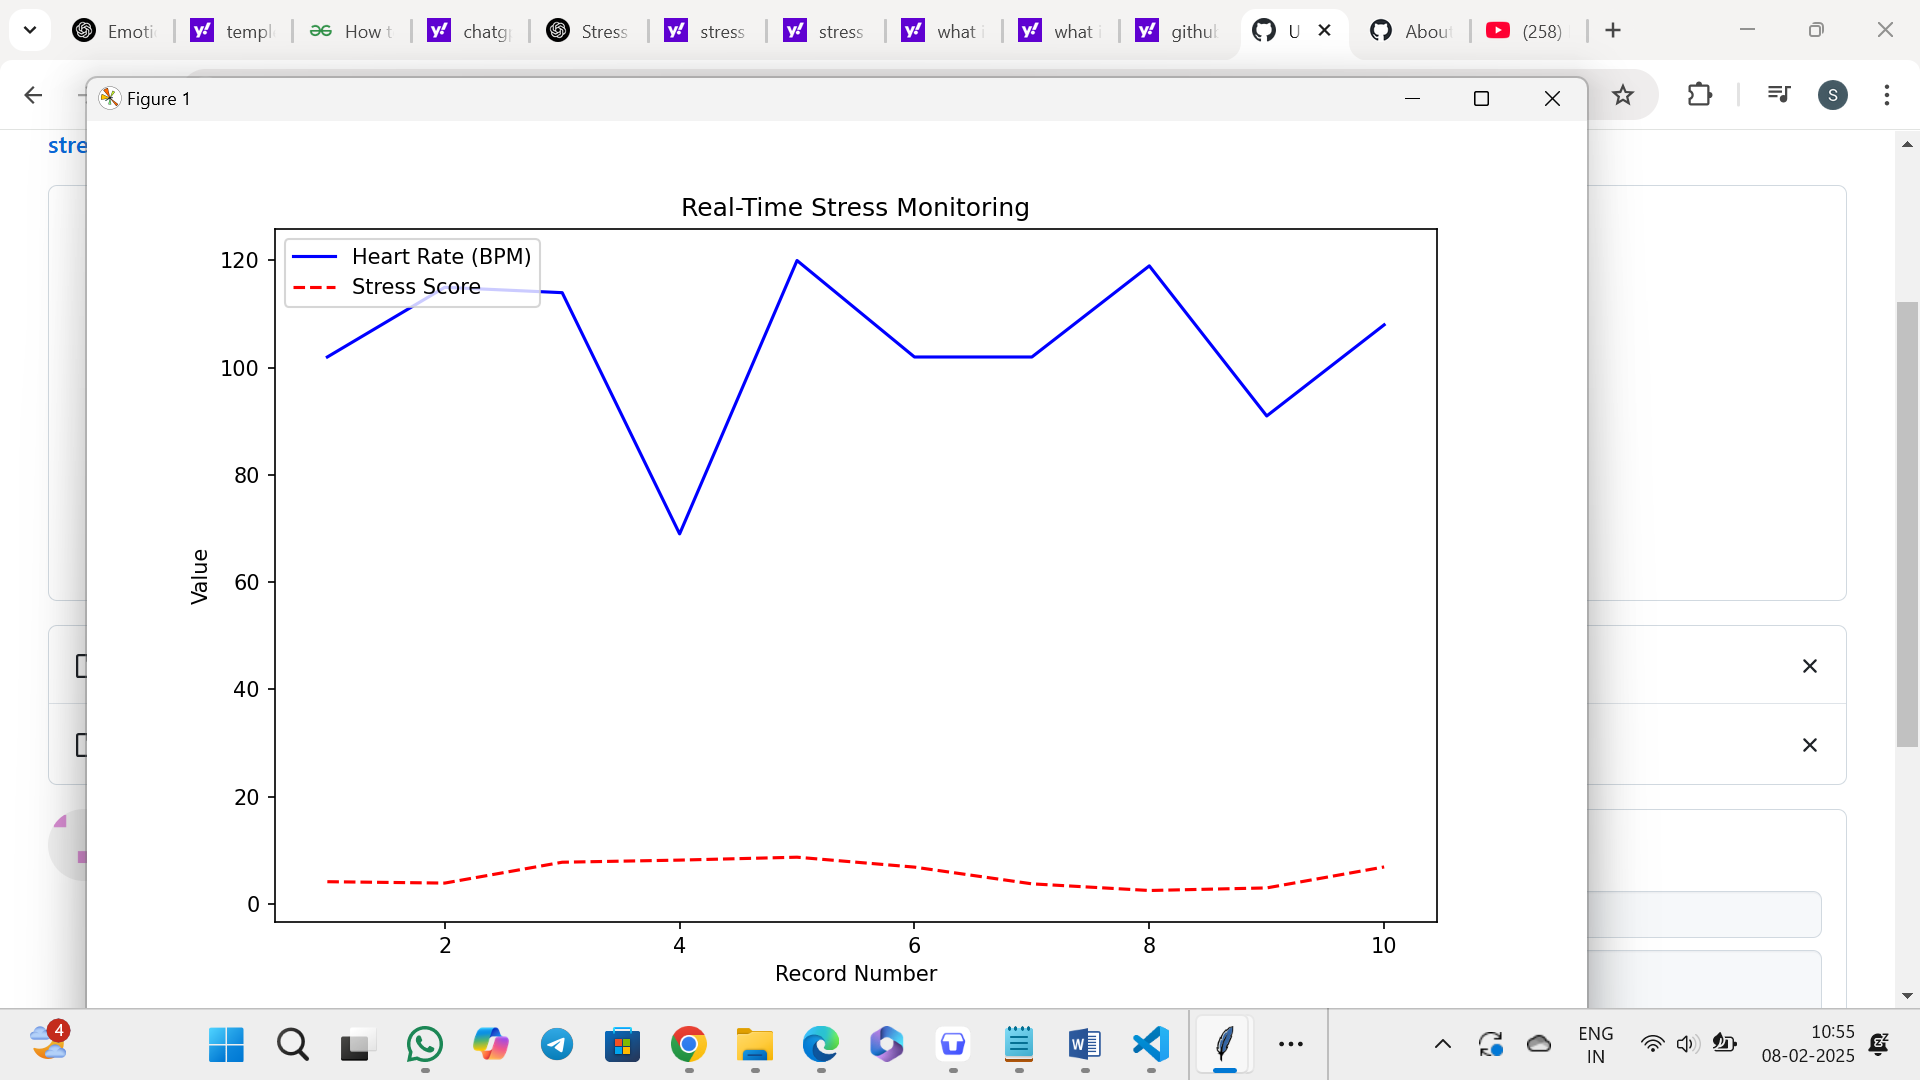 Emoti
templ
How t
chatg
Stress
stress
stress
what i
what i
githul
U
About
(258)
S
Figure 1
stre
Real-Time Stress Monitoring
Heart Rate (BPM)
Stress Score
120
100
80
60
40
20
0
Value
2 4 6 8 10
Record Number
4
ENG
IN
10:55
08-02-2025